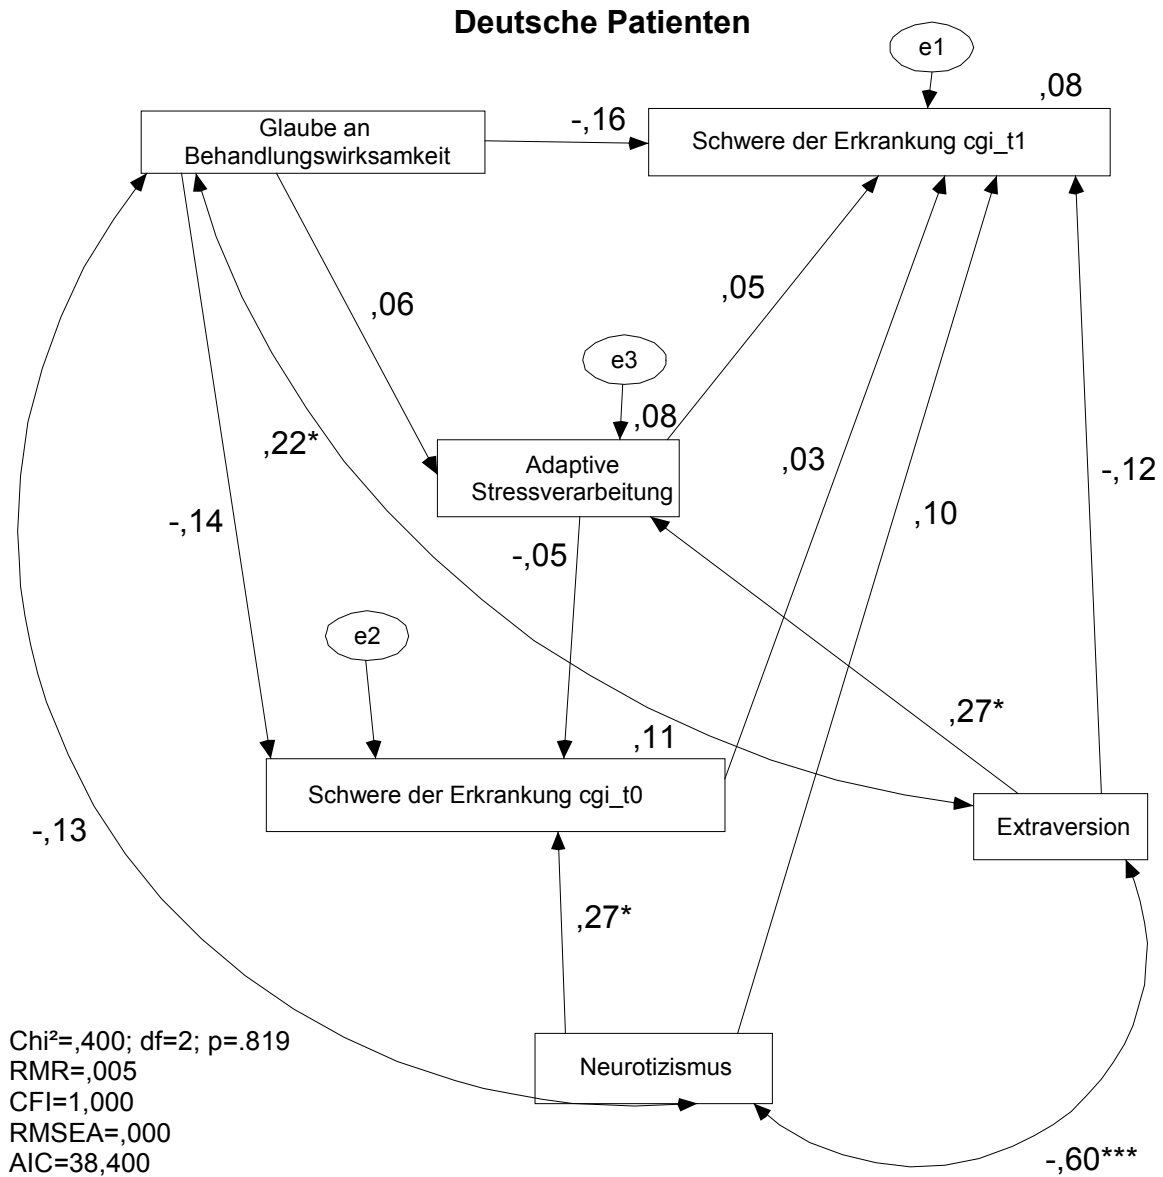 Deutsche Patienten
e1
,08
Glaube an
Behandlungswirksamkeit
-,16
Schwere der Erkrankung cgi_t1
,06
,05
e3
,08
,22*
Adaptive
Stressverarbeitung
,03
-,12
-,14
-,05
,10
e2
,11
,27*
Schwere der Erkrankung cgi_t0
Extraversion
-,13
,27*
Neurotizismus
Chi²=,400; df=2; p=.819
RMR=,005
CFI=1,000
RMSEA=,000
AIC=38,400
-,60***